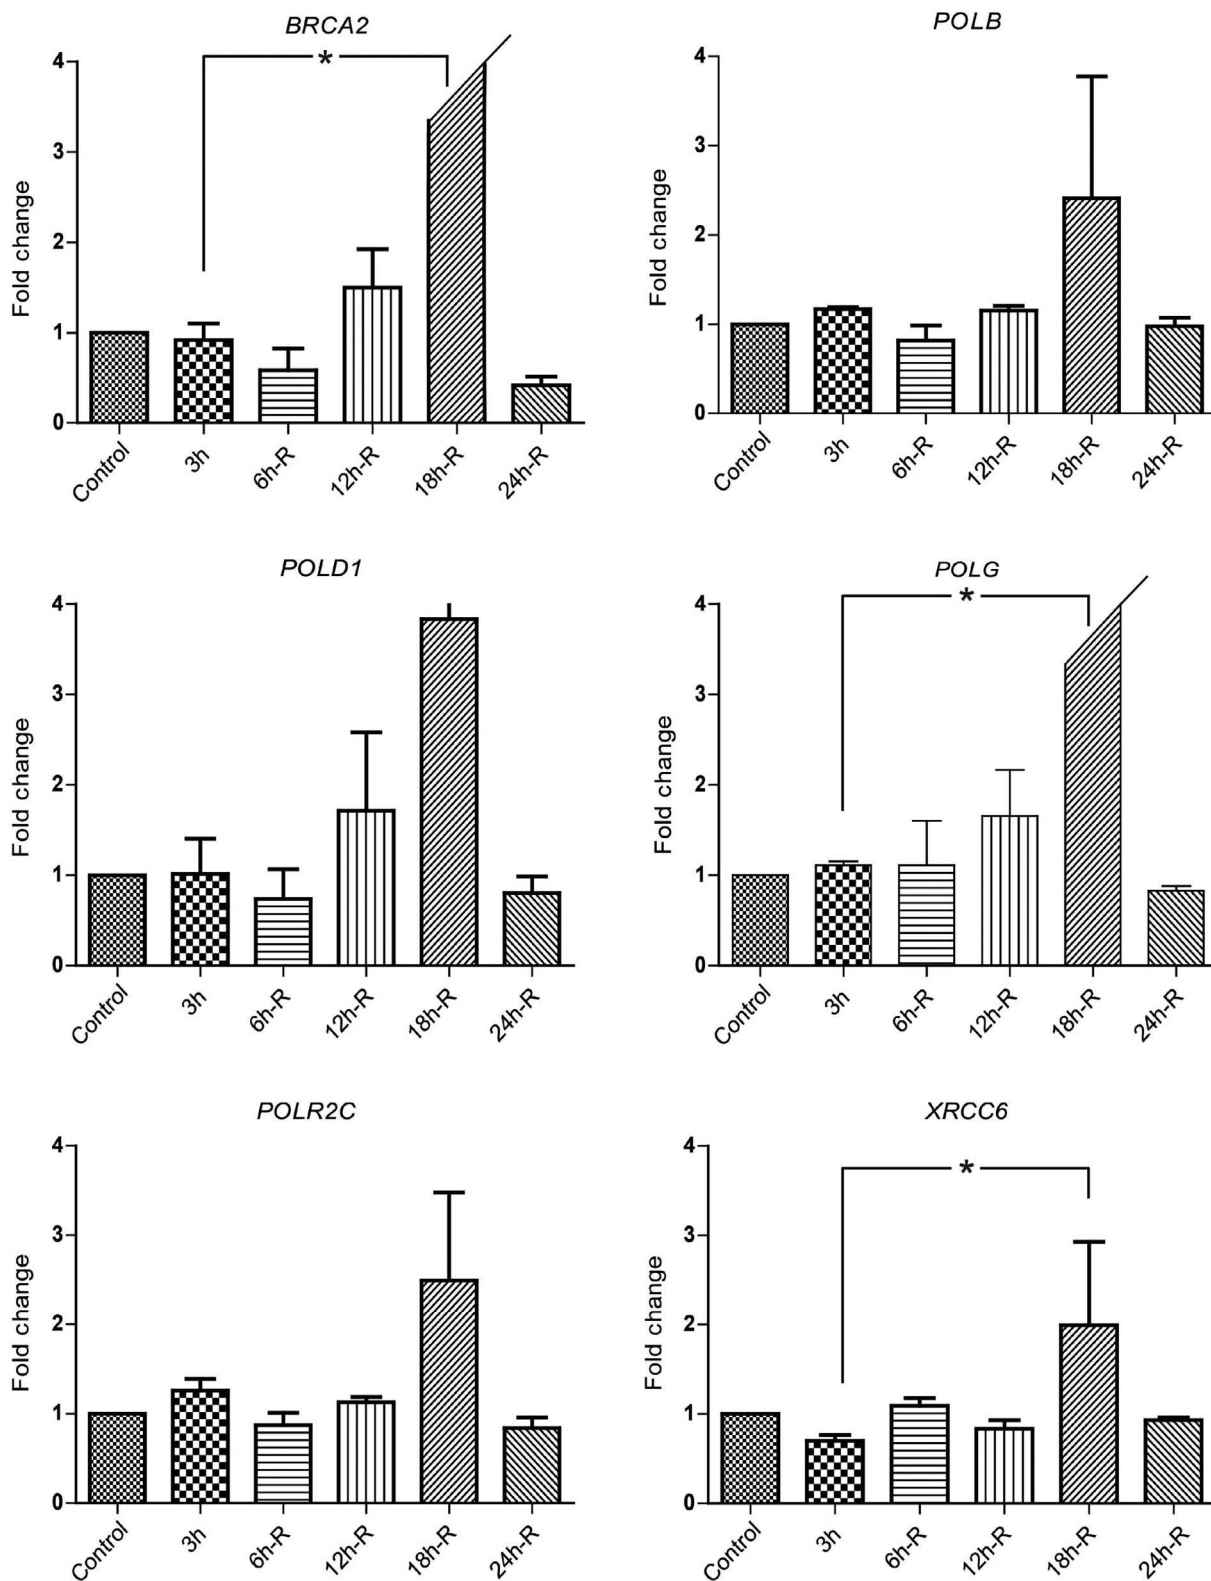 BRCA2
4
*
3
2
1
0
Fold change
Control
3h
6h-R
12h-R
18h-R
24h-R
POLB
4
3
2
1
0
Fold change
Control
3h
6h-R
12h-R
18h-R
24h-R
POLD1
4
3
2
1
0
Fold change
Control
3h
6h-R
12h-R
18h-R
24h-R
POLG
4
*
3
2
1
0
Fold change
Control
3h
6h-R
12h-R
18h-R
24h-R
POLR2C
4
3
2
1
0
Fold change
Control
3h
6h-R
12h-R
18h-R
24h-R
XRCC6
4
*
3
2
1
0
Fold change
Control
3h
6h-R
12h-R
18h-R
24h-R